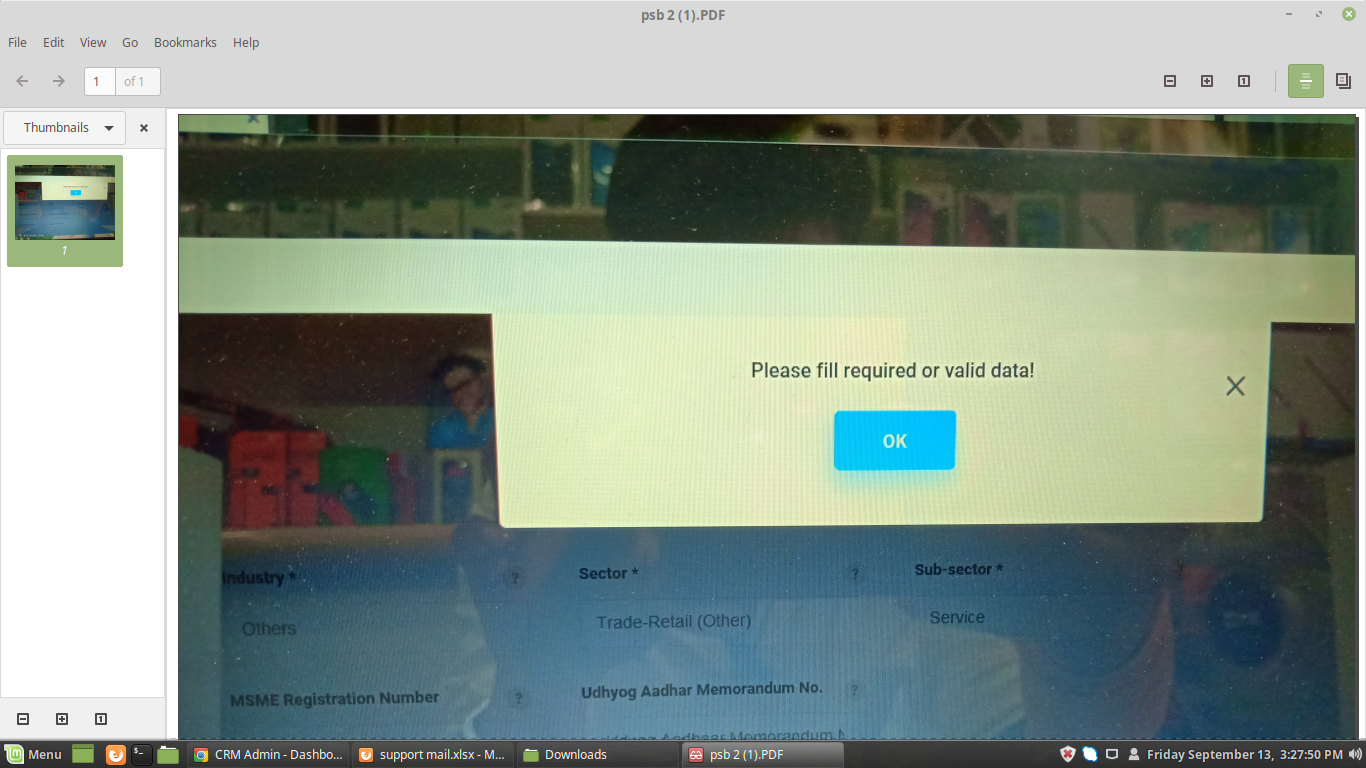 psb 2 (1).PDF
File Edit View Go Bookmarks Help
1 of 1
Thumbnails
1
Please fill required or valid data!
OK
Industry * ? Sector * ? Sub-sector *
Others Trade-Retail (Other) Service
MSME Registration Number ? Udhyog Aadhar Memorandum No. ?
Aadhaar Memorandum N
Menu CRM Admin - Dashbo... support mail.xlsx - M... Downloads psb 2 (1).PDF Friday September 13, 3:27:50 PM